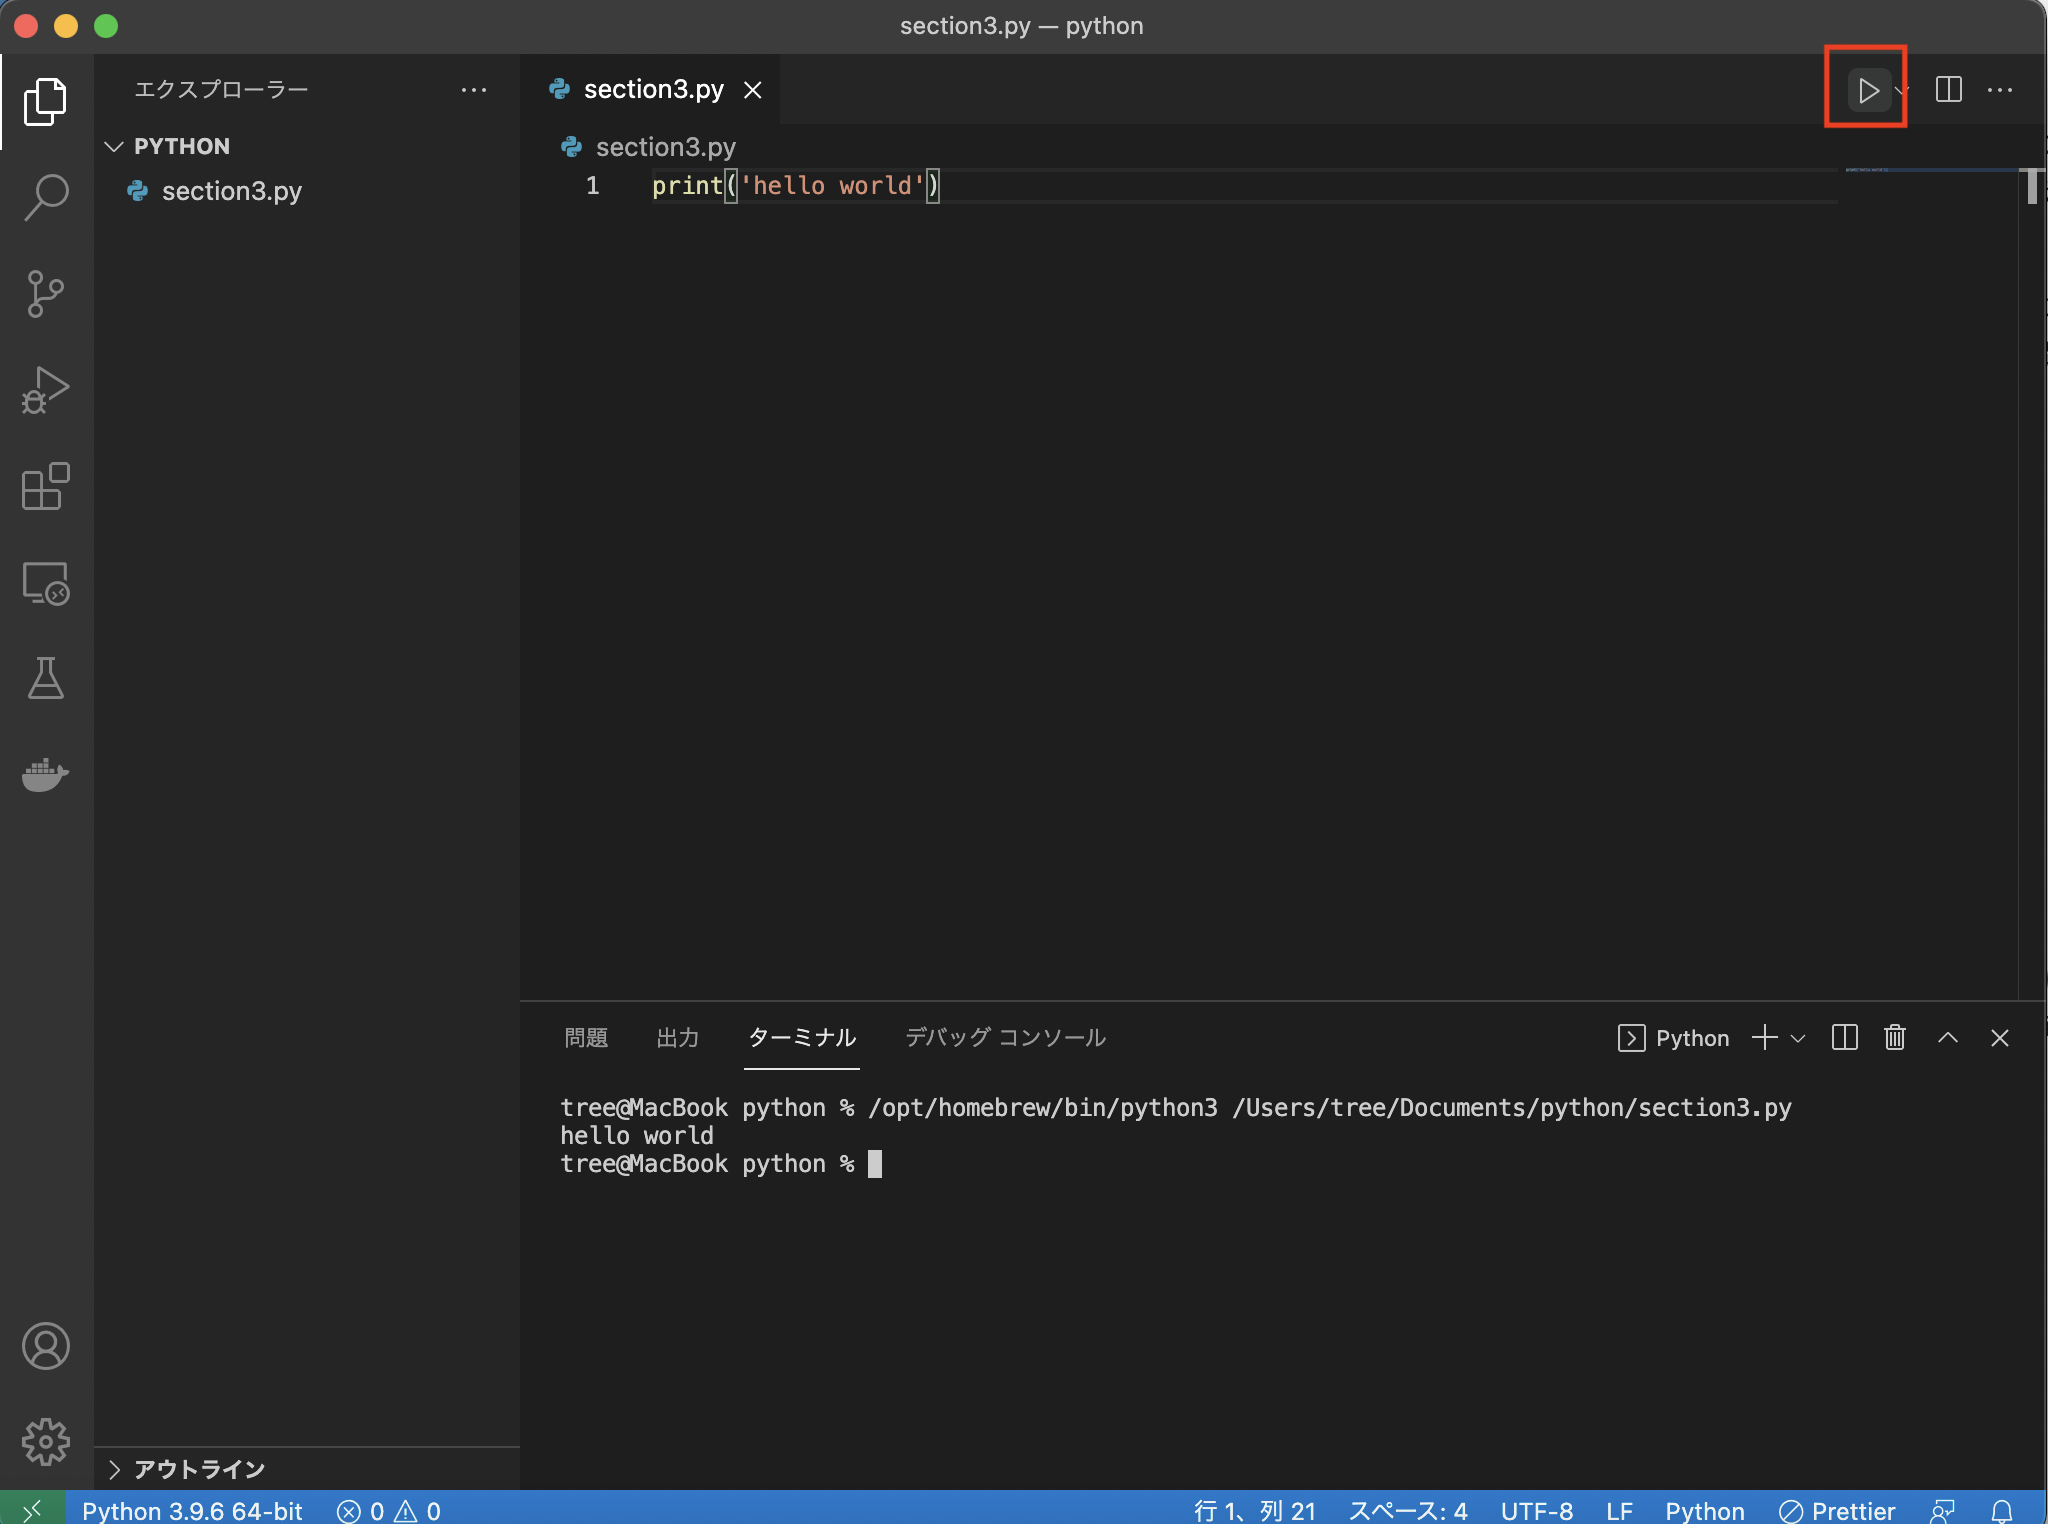 section3.py — python
エクスプローラー
PYTHON
section3.py
アウトライン
section3.py
section3.py
1 print('hello world')
問題 出力 ターミナル デバッグ コンソール Python
tree@MacBook python % /opt/homebrew/bin/python3 /Users/tree/Documents/python/section3.py
hello world
tree@MacBook python %
Python 3.9.6 64-bit 0 0 行 1、列 21 スペース: 4 UTF-8 LF Python Prettier